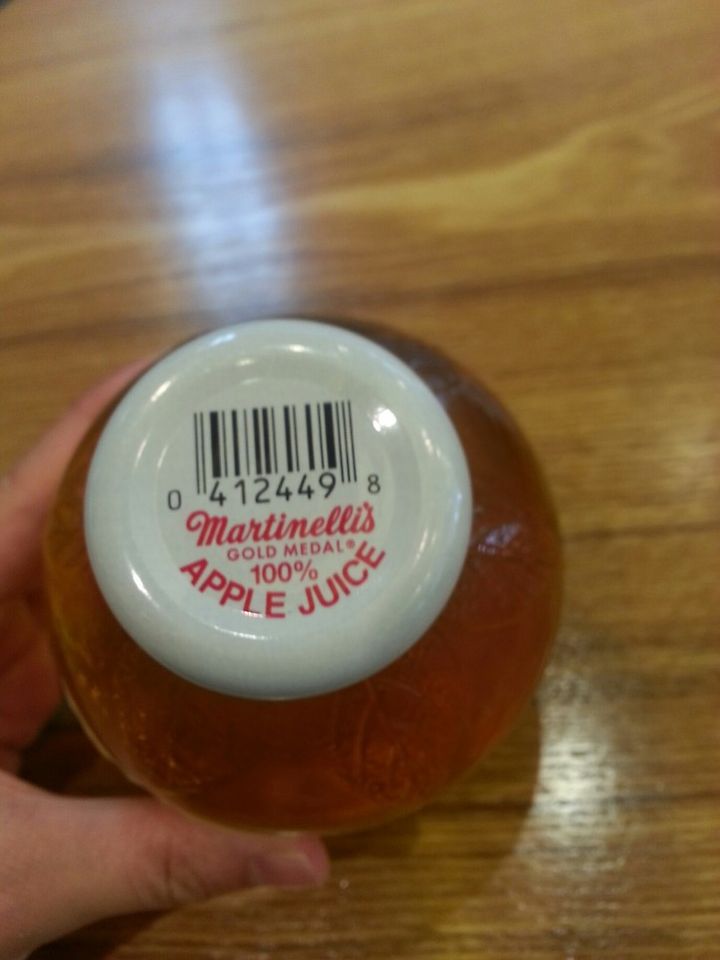 0 412449 8
Martinelli's
GOLD MEDAL®
100%
APPLE JUICE